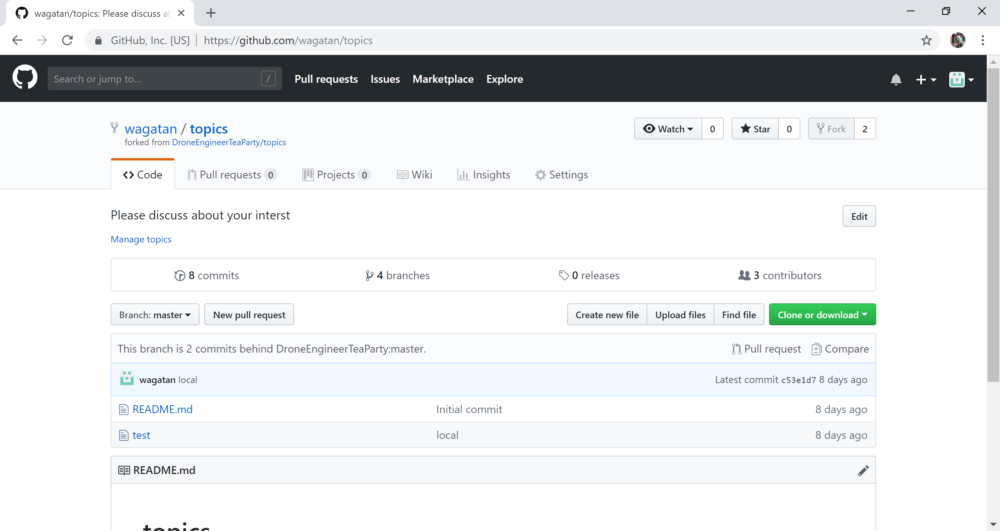 wagatan/topics: Please discuss ab
GitHub, Inc. [US] https://github.com/wagatan/topics
Search or jump to... / Pull requests Issues Marketplace Explore
wagatan / topics Watch 0 Star 0 Fork 2
forked from DroneEngineerTeaParty/topics
Code Pull requests 0 Projects 0 Wiki Insights Settings
Please discuss about your interst Edit
Manage topics
8 commits 4 branches 0 releases 3 contributors
Branch: master New pull request Create new file Upload files Find file Clone or download
This branch is 2 commits behind DroneEngineerTeaParty:master. Pull request Compare
wagatan local Latest commit c53e1d7 8 days ago
README.md Initial commit 8 days ago
test local 8 days ago
README.md
topics